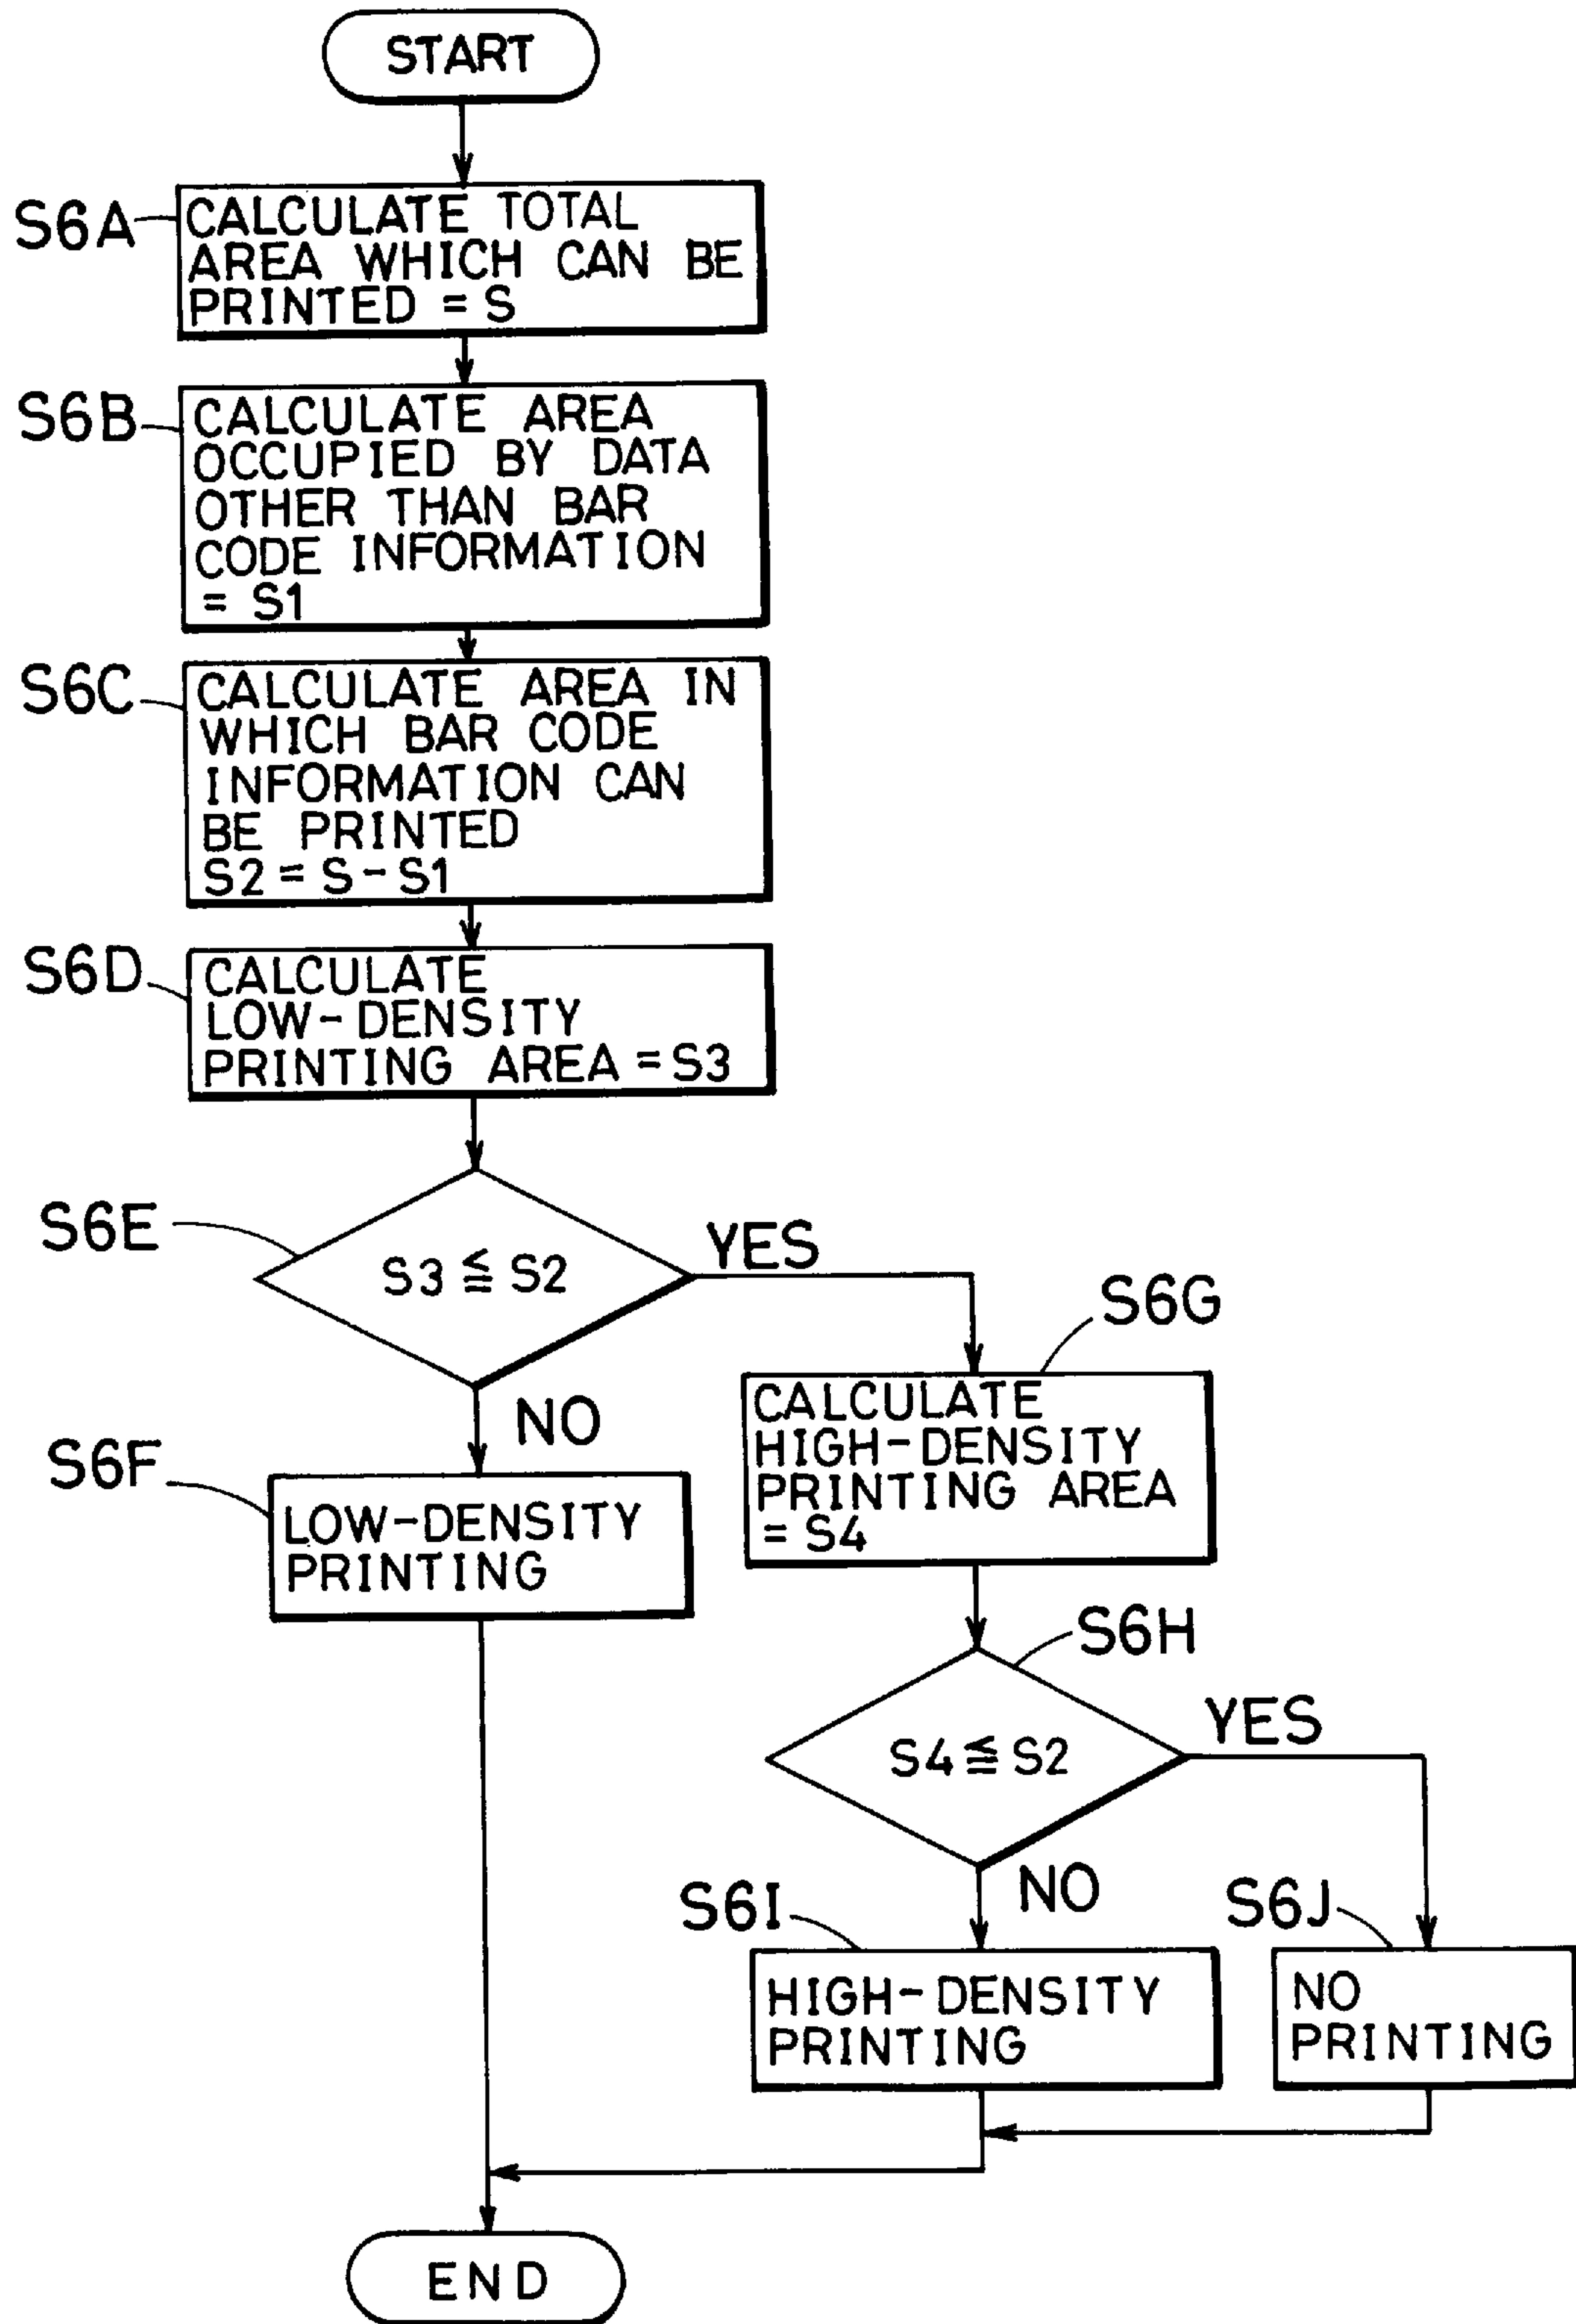 START
S6A
CALCULATE TOTAL
AREA WHICH CAN BE
PRINTED = S
S6B
CALCULATE AREA
OCCUPIED BY DATA
OTHER THAN BAR
CODE INFORMATION
= S1
S6C
CALCULATE AREA IN
WHICH BAR CODE
INFORMATION CAN
BE PRINTED
S2 = S - S1
S6D
CALCULATE
LOW-DENSITY
PRINTING AREA = S3
S6E
S3 ≦ S2
YES
NO
S6F
LOW-DENSITY
PRINTING
S6G
CALCULATE
HIGH-DENSITY
PRINTING AREA
= S4
S6H
S4 ≦ S2
YES
NO
S6I
HIGH-DENSITY
PRINTING
S6J
NO
PRINTING
END